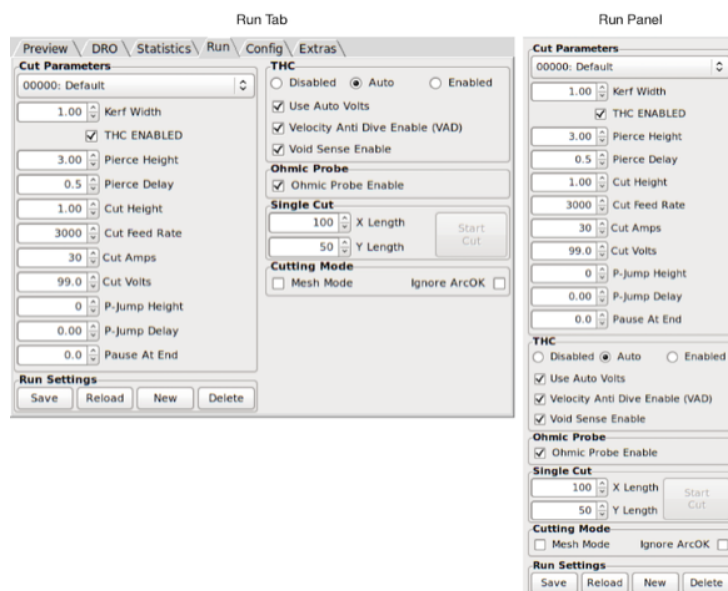 Run Tab
Preview DRO Statistics Run Config Extras
Cut Parameters
00000: Default
1.00 Kerf Width
THC ENABLED
3.00 Pierce Height
0.5 Pierce Delay
1.00 Cut Height
3000 Cut Feed Rate
30 Cut Amps
99.0 Cut Volts
0 P-Jump Height
0.00 P-Jump Delay
0.0 Pause At End
Run Settings
Save Reload New Delete
THC
Disabled Auto Enabled
Use Auto Volts
Velocity Anti Dive Enable (VAD)
Void Sense Enable
Ohmic Probe
Ohmic Probe Enable
Single Cut
100 X Length
50 Y Length
Start
Cut
Cutting Mode
Mesh Mode Ignore ArcOK
Run Panel
Cut Parameters
00000: Default
1.00 Kerf Width
THC ENABLED
3.00 Pierce Height
0.5 Pierce Delay
1.00 Cut Height
3000 Cut Feed Rate
30 Cut Amps
99.0 Cut Volts
0 P-Jump Height
0.00 P-Jump Delay
0.0 Pause At End
THC
Disabled Auto Enabled
Use Auto Volts
Velocity Anti Dive Enable (VAD)
Void Sense Enable
Ohmic Probe
Ohmic Probe Enable
Single Cut
100 X Length
50 Y Length
Start
Cut
Cutting Mode
Mesh Mode Ignore ArcOK
Run Settings
Save Reload New Delete